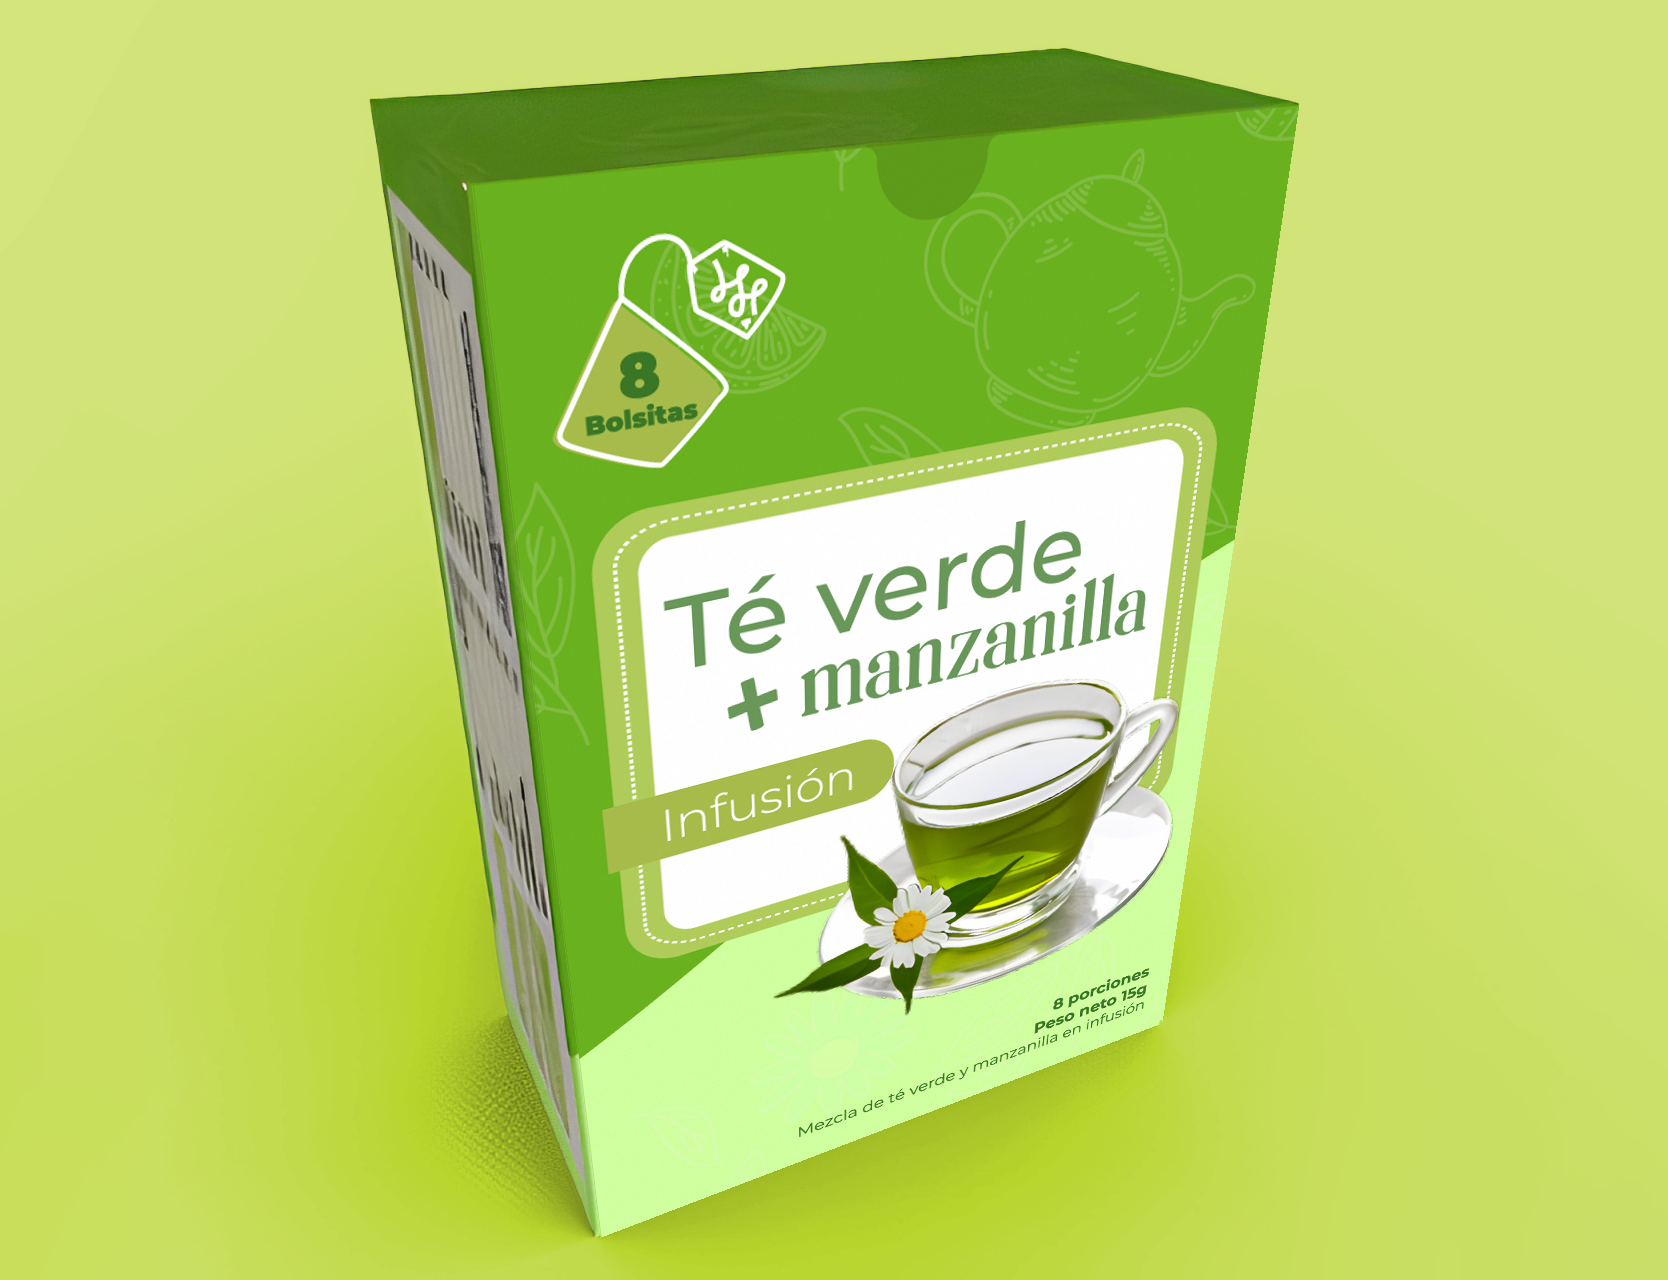 8
Bolsitas
Té verde
+ manzanilla
Infusión
8 porciones
Peso neto 15g
Mezcla de té verde y manzanilla en infusión